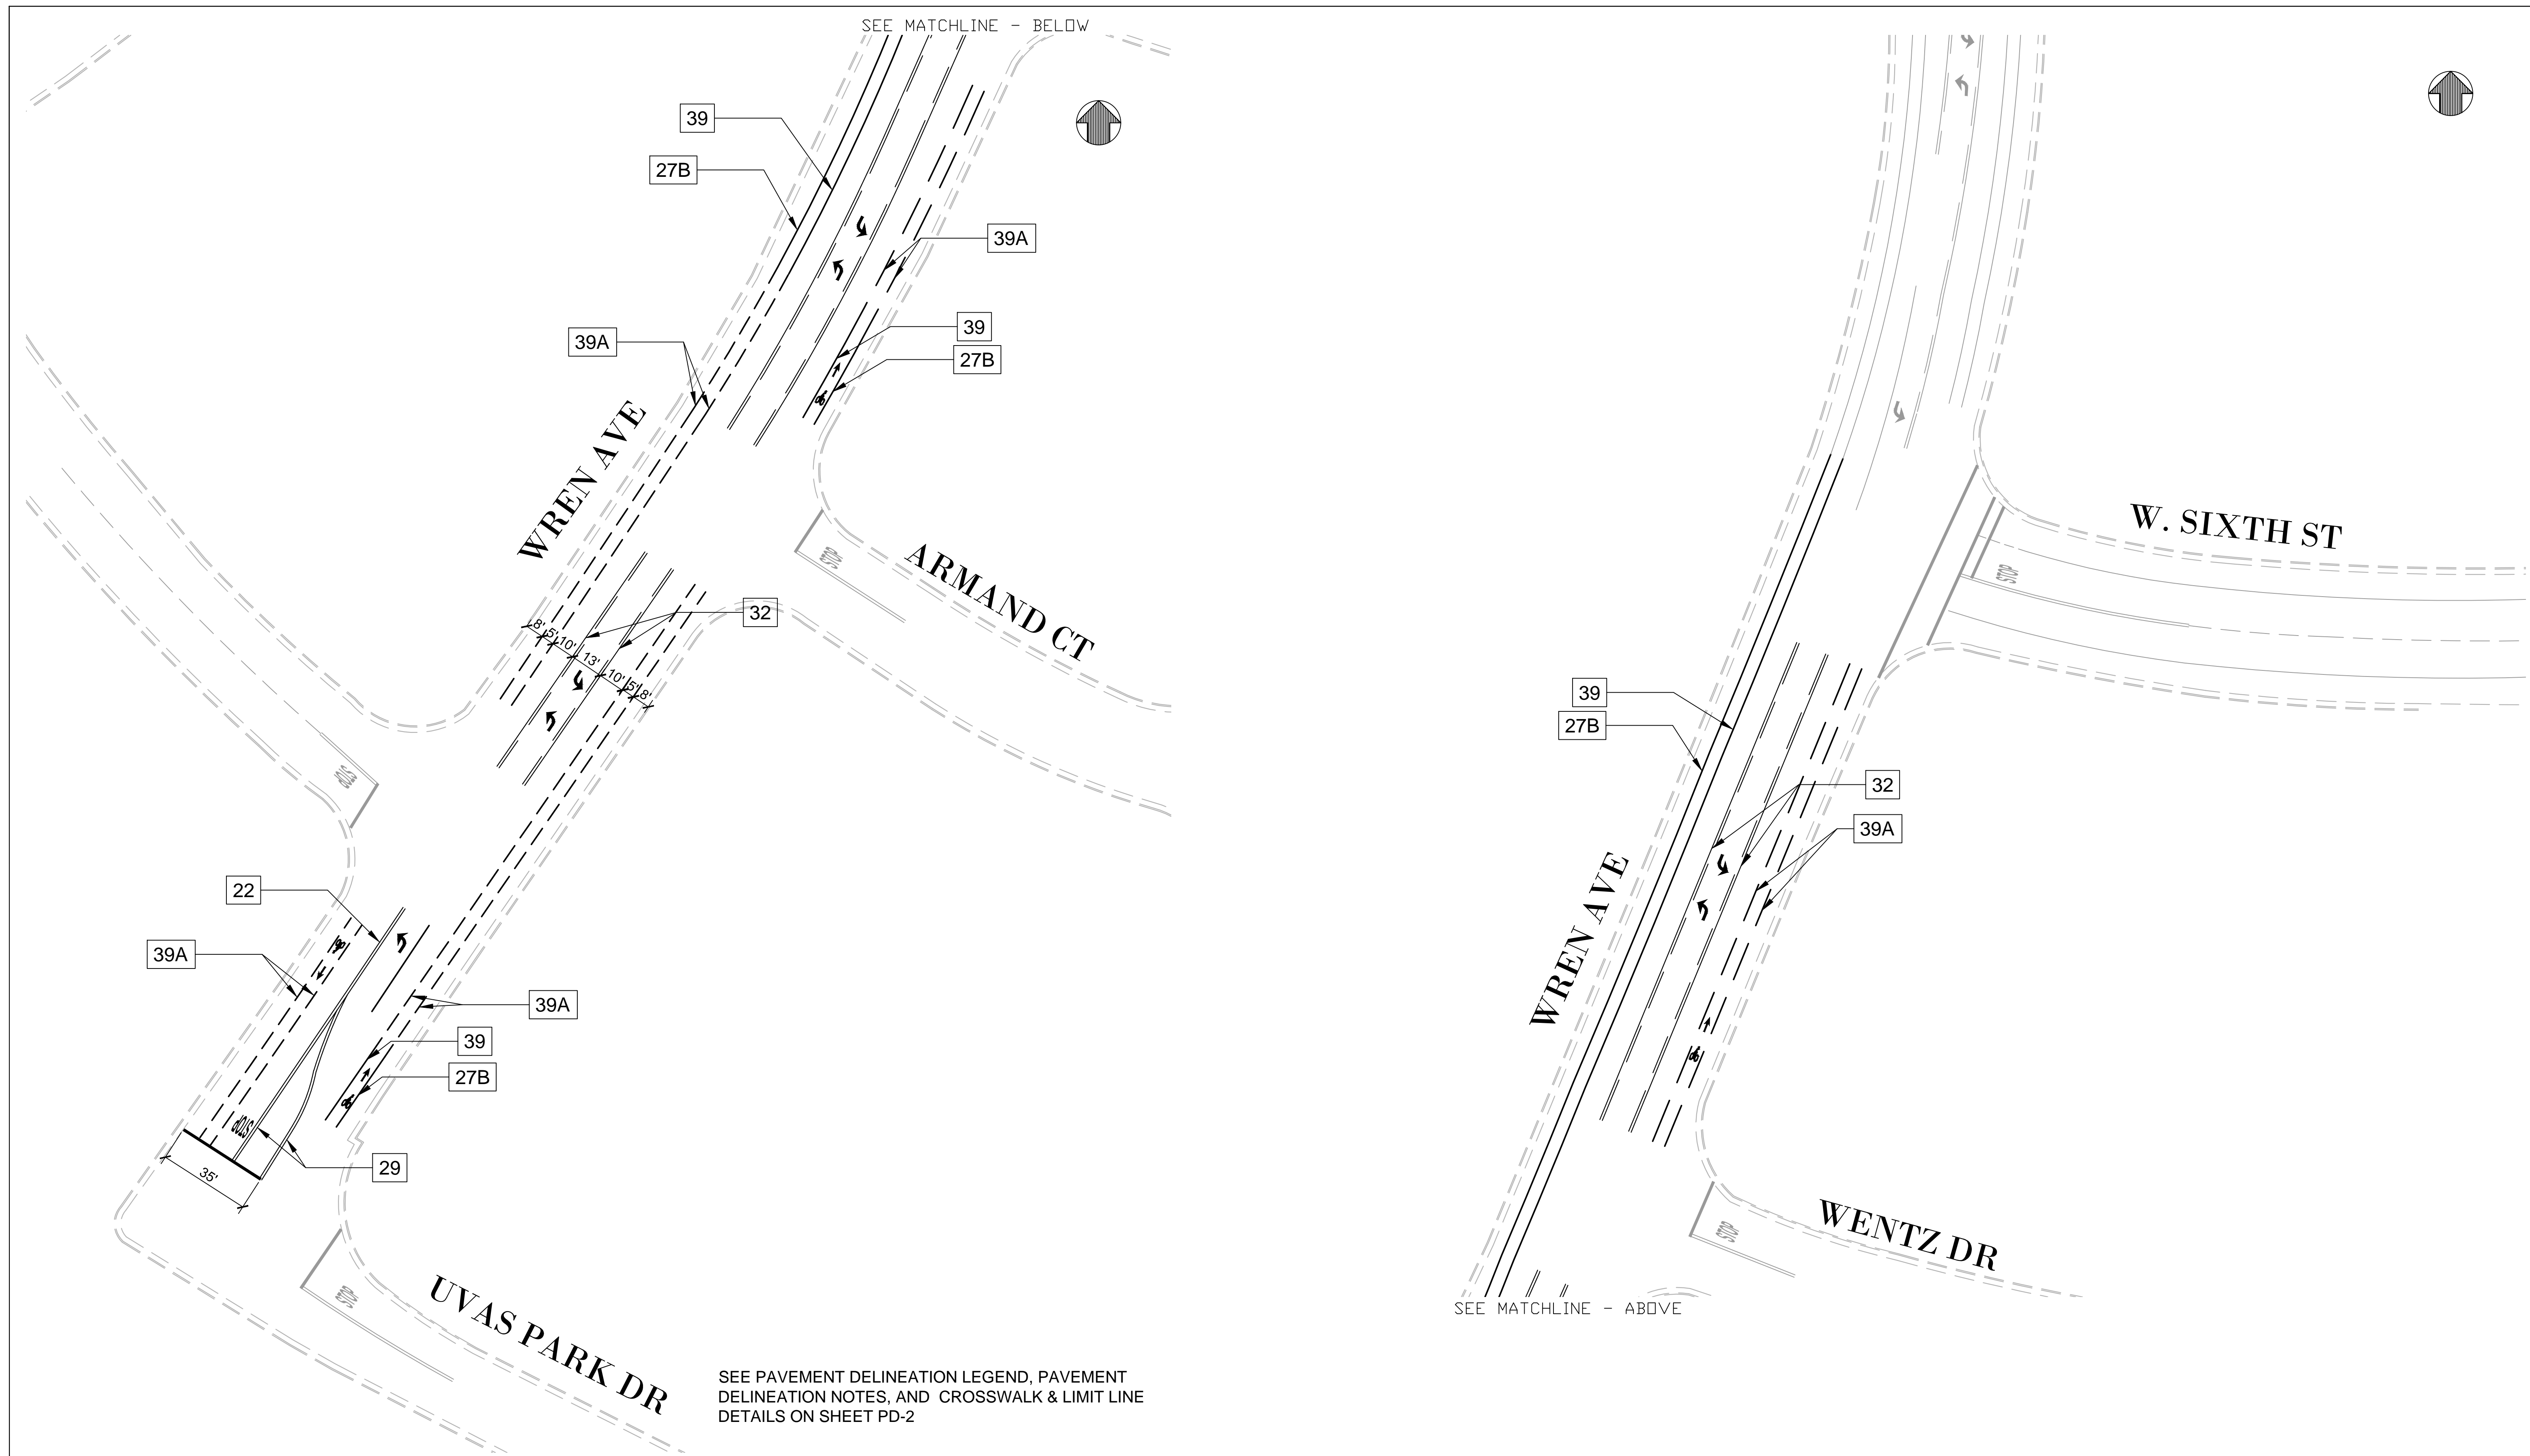 SEE MATCHLINE - BELOW
39
27B
39A
39
27B
39A
WREN AVE
STOP
ARMAND CT
32
8' 5' 10' 13' 10' 5' 8'
STOP
22
39A
39A
39
27B
STOP
29
35'
STOP
UVAS PARK DR
SEE PAVEMENT DELINEATION LEGEND, PAVEMENT
DELINEATION NOTES, AND CROSSWALK & LIMIT LINE
DETAILS ON SHEET PD-2
W. SIXTH ST
STOP
39
27B
32
39A
WREN AVE
STOP
WENTZ DR
SEE MATCHLINE - ABOVE